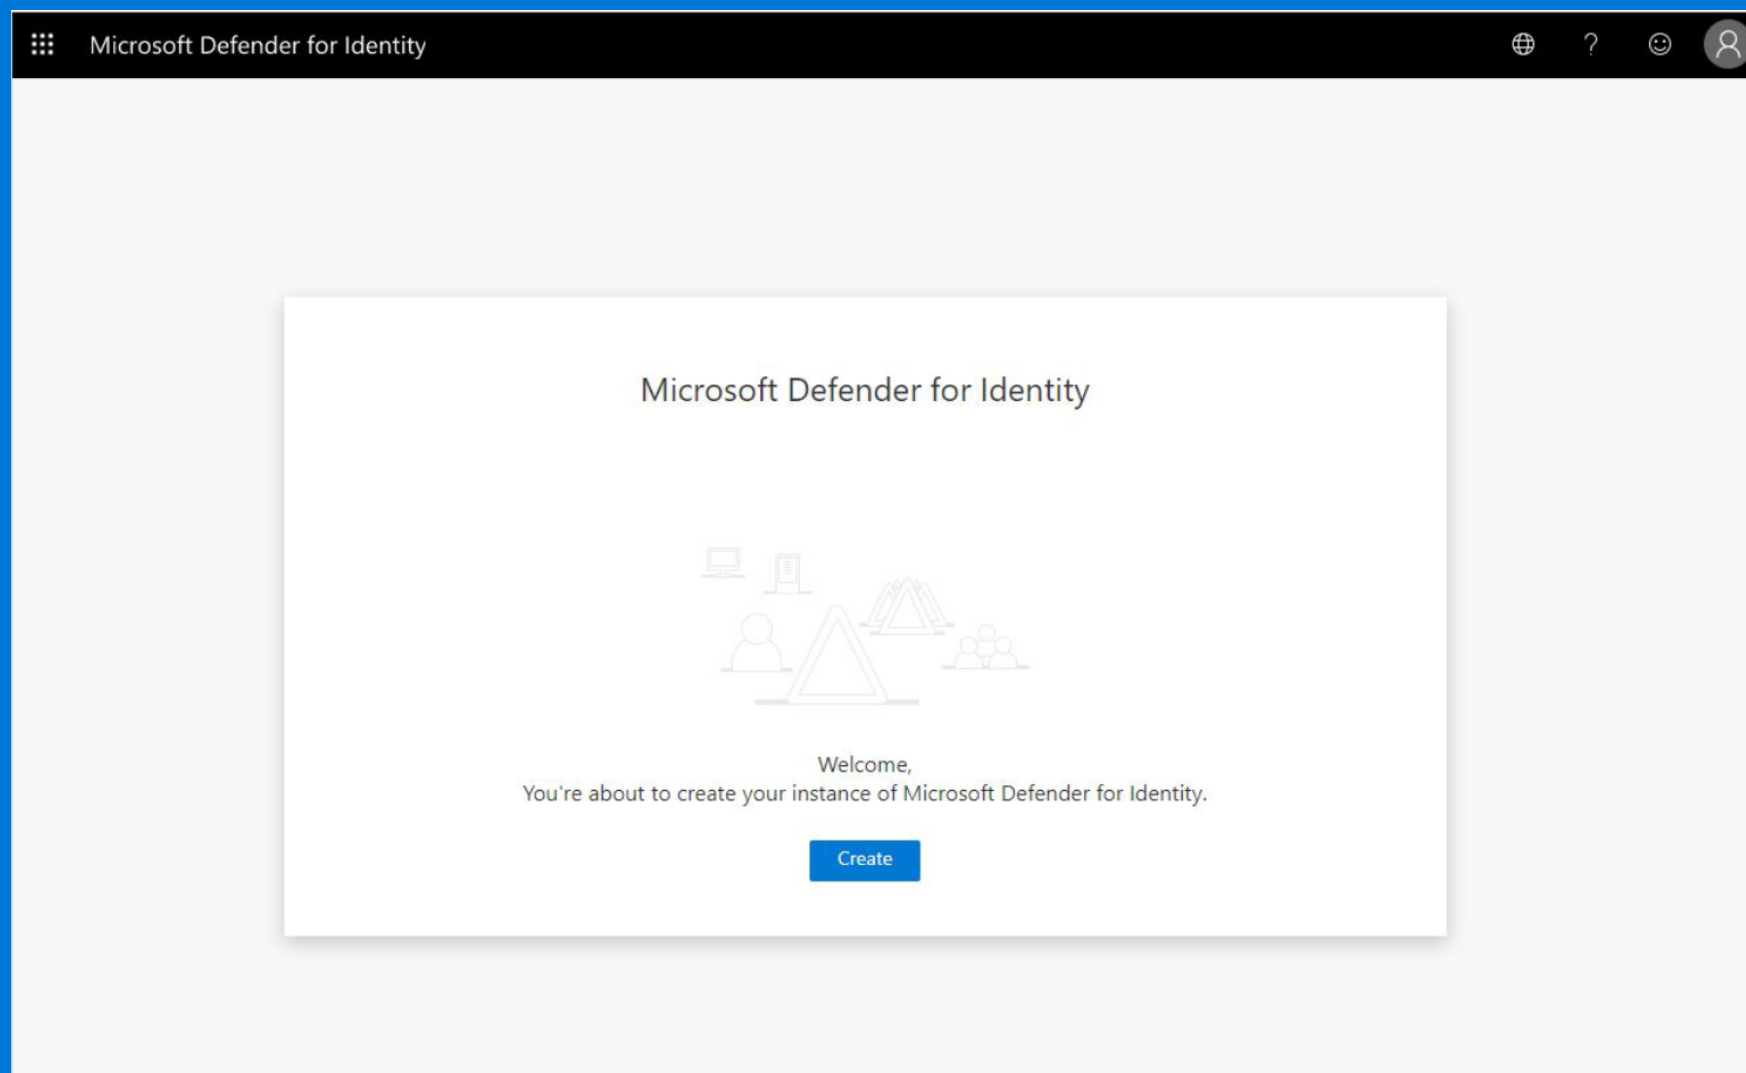 Microsoft Defender for Identity
?
Microsoft Defender for Identity
Welcome,
You're about to create your instance of Microsoft Defender for Identity.
Create